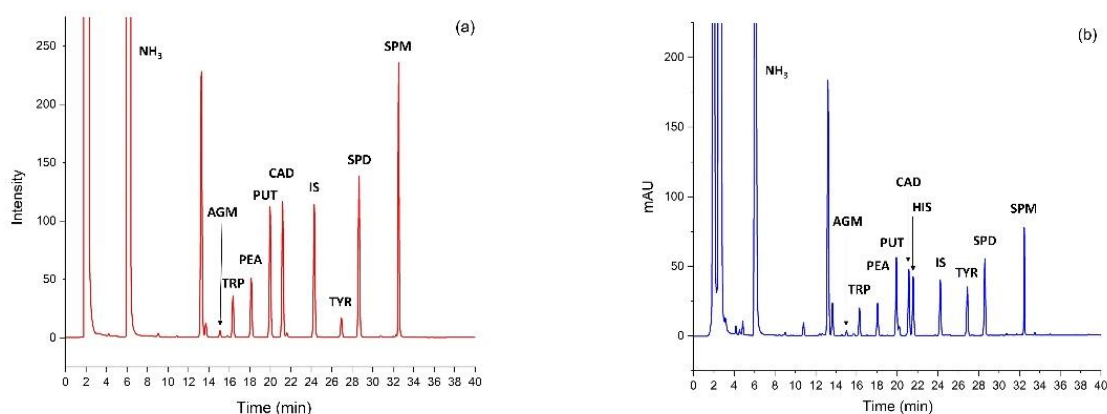 (a)
250
200
150
100
50
0
Intensity
NH3
AGM
TRP
PEA
PUT
CAD
IS
TYR
SPD
SPM
0 2 4 6 8 10 12 14 16 18 20 22 24 26 28 30 32 34 36 38 40
Time (min)
(b)
200
150
100
50
0
mAU
NH3
AGM
TRP
PEA
PUT
CAD
HIS
IS
TYR
SPD
SPM
0 2 4 6 8 10 12 14 16 18 20 22 24 26 28 30 32 34 36 38 40
Time (min)